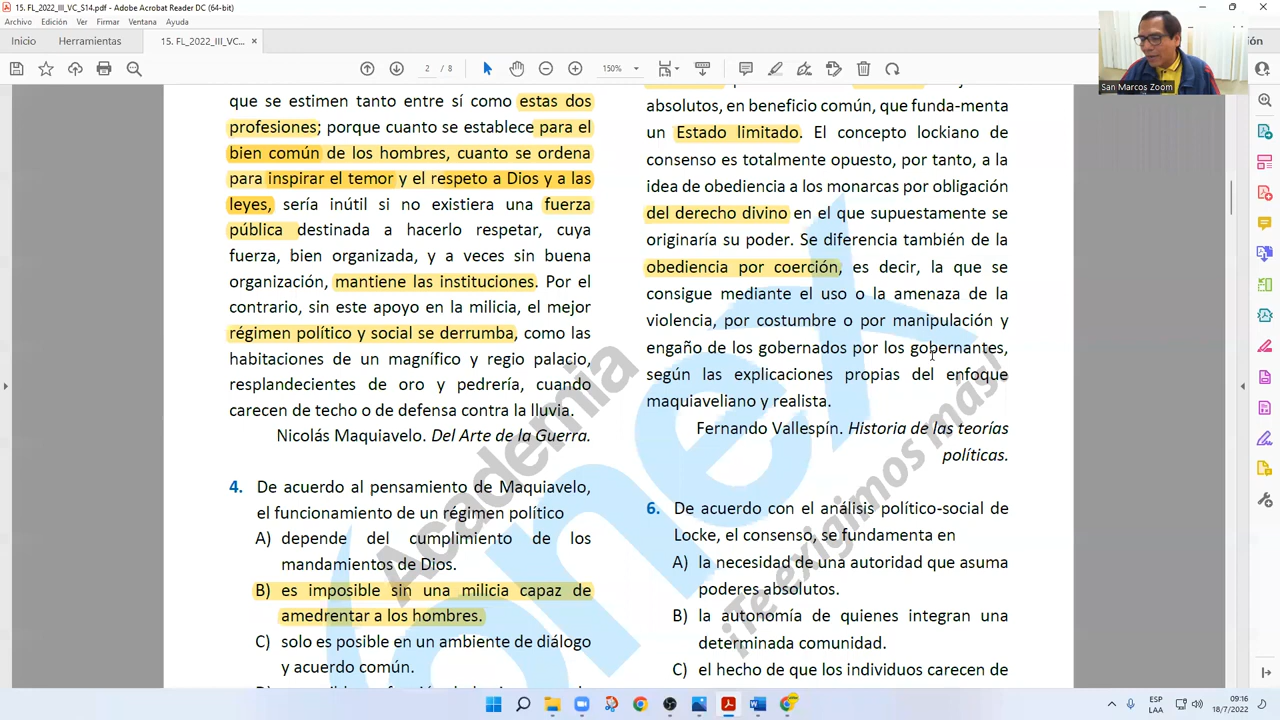 15. FL_2022_III_VC_S14.pdf - Adobe Acrobat Reader DC (64-bit)
Archivo Edición Ver Firmar Ventana Ayuda
Inicio Herramientas 15. FL_2022_III_VC... ×
2 / 8 150%
San Marcos Zoom
que se estimen tanto entre sí como estas dos
profesiones; porque cuanto se establece para el
bien común de los hombres, cuanto se ordena
para inspirar el temor y el respeto a Dios y a las
leyes, sería inútil si no existiera una fuerza
pública destinada a hacerlo respetar, cuya
fuerza, bien organizada, y a veces sin buena
organización, mantiene las instituciones. Por el
contrario, sin este apoyo en la milicia, el mejor
régimen político y social se derrumba, como las
habitaciones de un magnífico y regio palacio,
resplandecientes de oro y pedrería, cuando
carecen de techo o de defensa contra la lluvia.
Nicolás Maquiavelo. Del Arte de la Guerra.
4. De acuerdo al pensamiento de Maquiavelo,
el funcionamiento de un régimen político
A) depende del cumplimiento de los
mandamientos de Dios.
B) es imposible sin una milicia capaz de
amedrentar a los hombres.
C) solo es posible en un ambiente de diálogo
y acuerdo común.
absolutos, en beneficio común, que funda-menta
un Estado limitado. El concepto lockiano de
consenso es totalmente opuesto, por tanto, a la
idea de obediencia a los monarcas por obligación
del derecho divino en el que supuestamente se
originaría su poder. Se diferencia también de la
obediencia por coerción, es decir, la que se
consigue mediante el uso o la amenaza de la
violencia, por costumbre o por manipulación y
engaño de los gobernados por los gobernantes,
según las explicaciones propias del enfoque
maquiaveliano y realista.
Fernando Vallespín. Historia de las teorías
políticas.
6. De acuerdo con el análisis político-social de
Locke, el consenso, se fundamenta en
A) la necesidad de una autoridad que asuma
poderes absolutos.
B) la autonomía de quienes integran una
determinada comunidad.
C) el hecho de que los individuos carecen de
Academia
onex
¡Te exigimos más!
ESP
LAA
09:16
18/7/2022